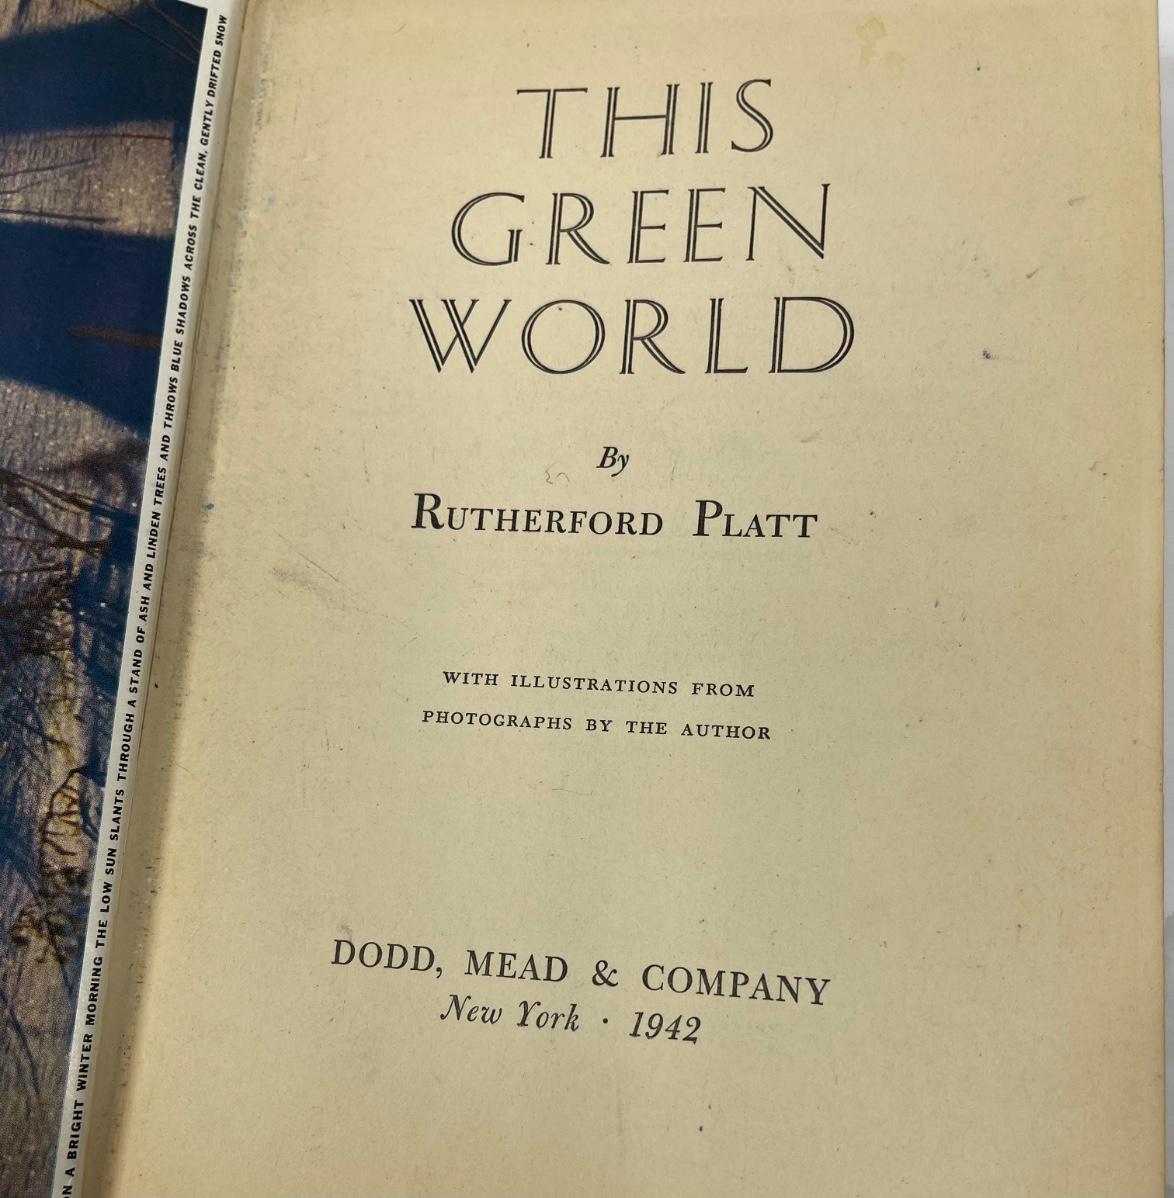 ON A BRIGHT WINTER MORNING THE LOW SUN SLANTS THROUGH A STAND OF ASH AND LINDEN TREES AND THROWS BLUE SHADOWS ACROSS THE CLEAN, GENTLY DRIFTED SNOW
THIS
GREEN
WORLD
By
RUTHERFORD PLATT
WITH ILLUSTRATIONS FROM
PHOTOGRAPHS BY THE AUTHOR
DODD, MEAD & COMPANY
New York · 1942